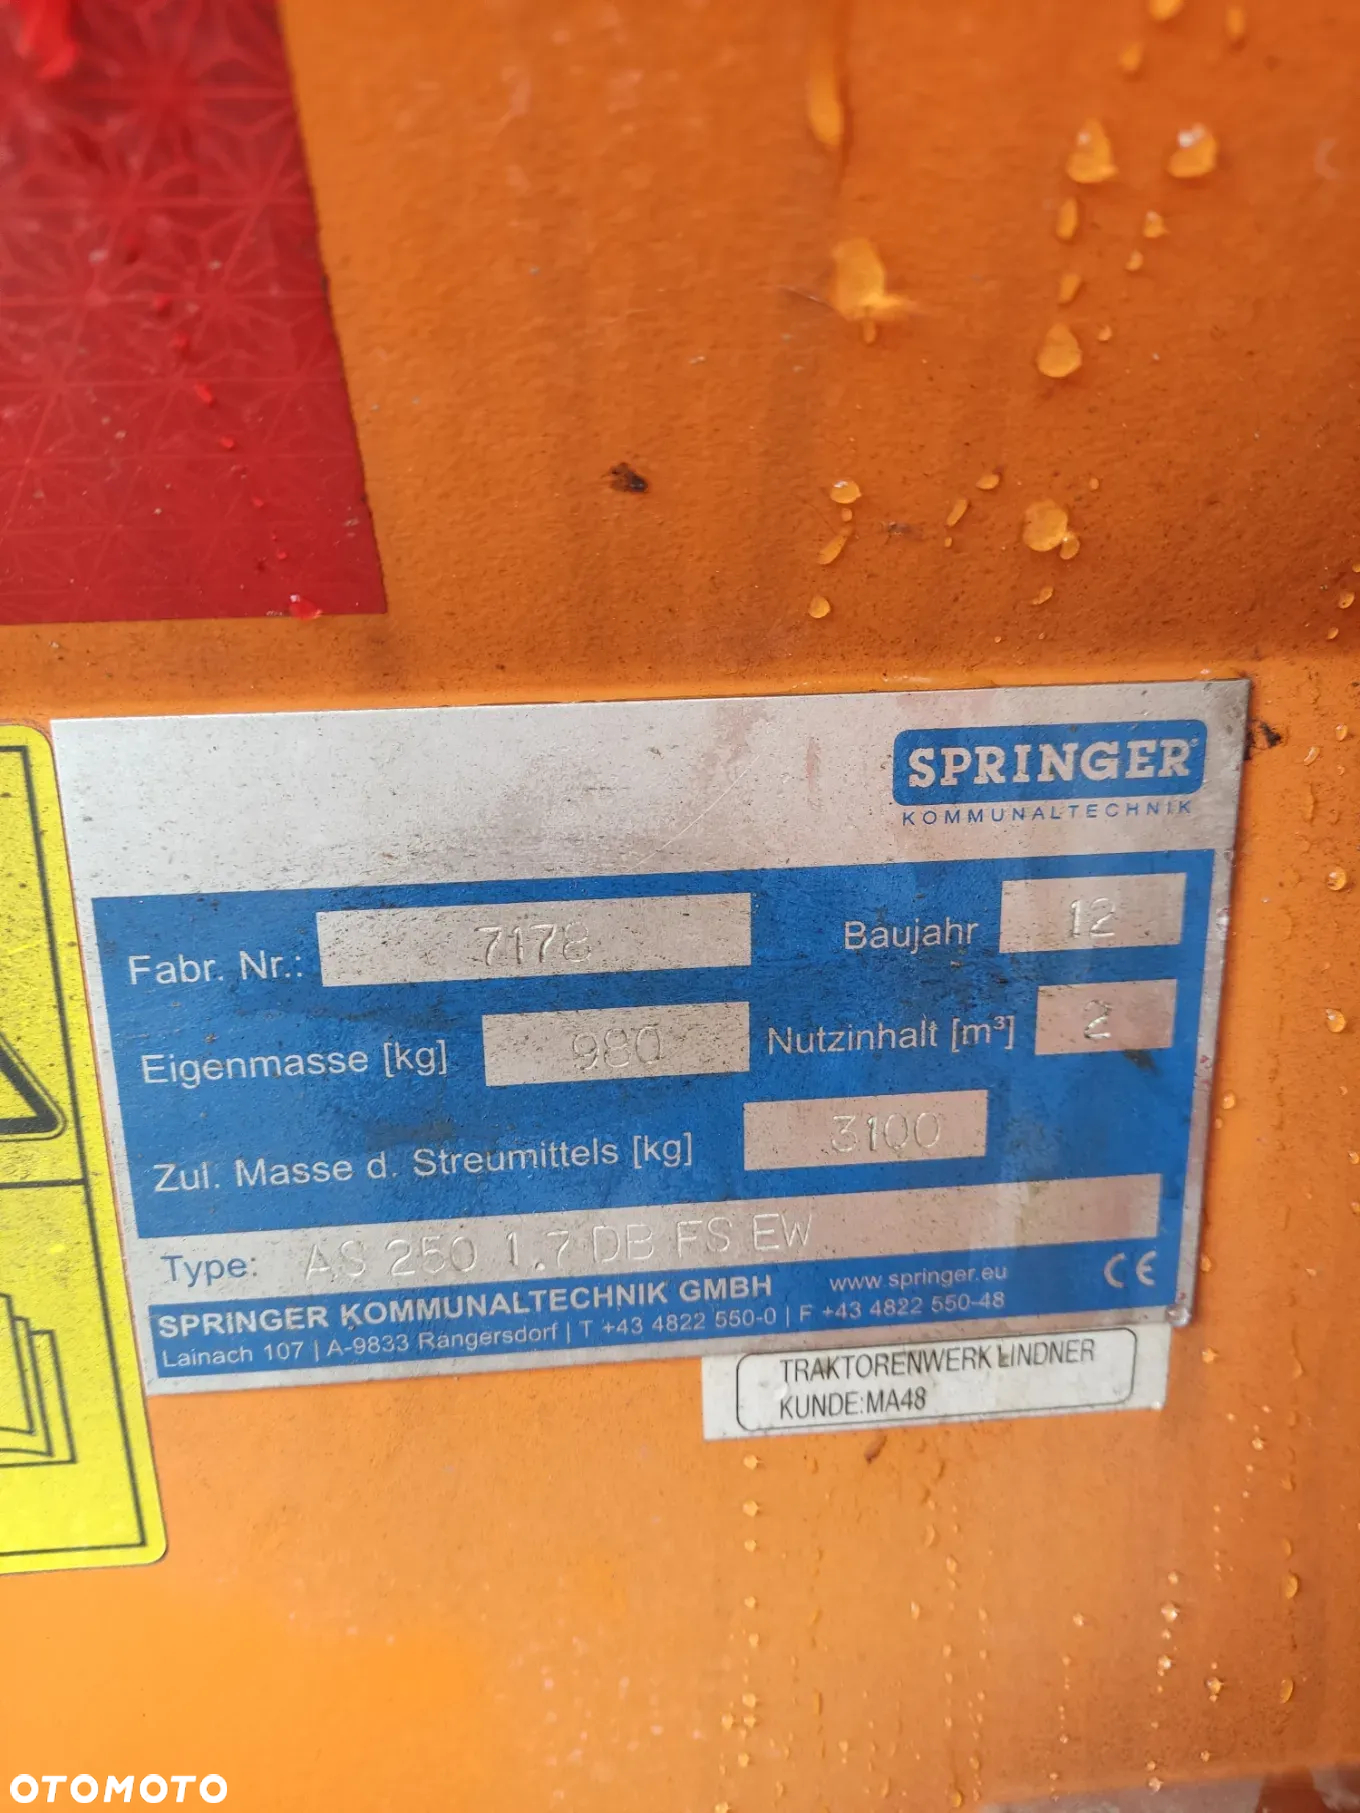 SPRINGER
KOMMUNALTECHNIK
Fabr. Nr.: 7178 Baujahr 12
Eigenmasse [kg] 980 Nutzinhalt [m³] 2
Zul. Masse d. Streumittels [kg] 3100
Type: AS 250 1.7 DB FS EW
SPRINGER KOMMUNALTECHNIK GMBH www.springer.eu CE
Lainach 107 | A-9833 Rangersdorf | T +43 4822 550-0 | F +43 4822 550-48
TRAKTORENWERK LINDNER
KUNDE:MA48
OTOMOTO